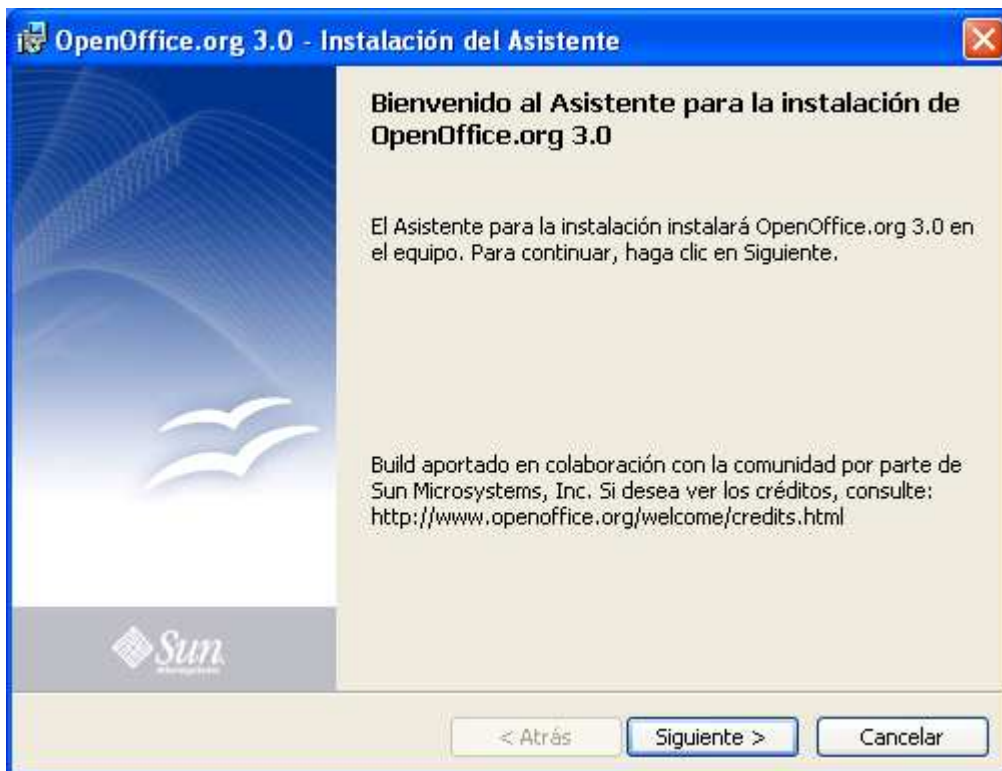 OpenOffice.org 3.0 - Instalación del Asistente
Bienvenido al Asistente para la instalación de
OpenOffice.org 3.0
El Asistente para la instalación instalará OpenOffice.org 3.0 en
el equipo. Para continuar, haga clic en Siguiente.
Build aportado en colaboración con la comunidad por parte de
Sun Microsystems, Inc. Si desea ver los créditos, consulte:
http://www.openoffice.org/welcome/credits.html
Sun
< Atrás
Siguiente >
Cancelar